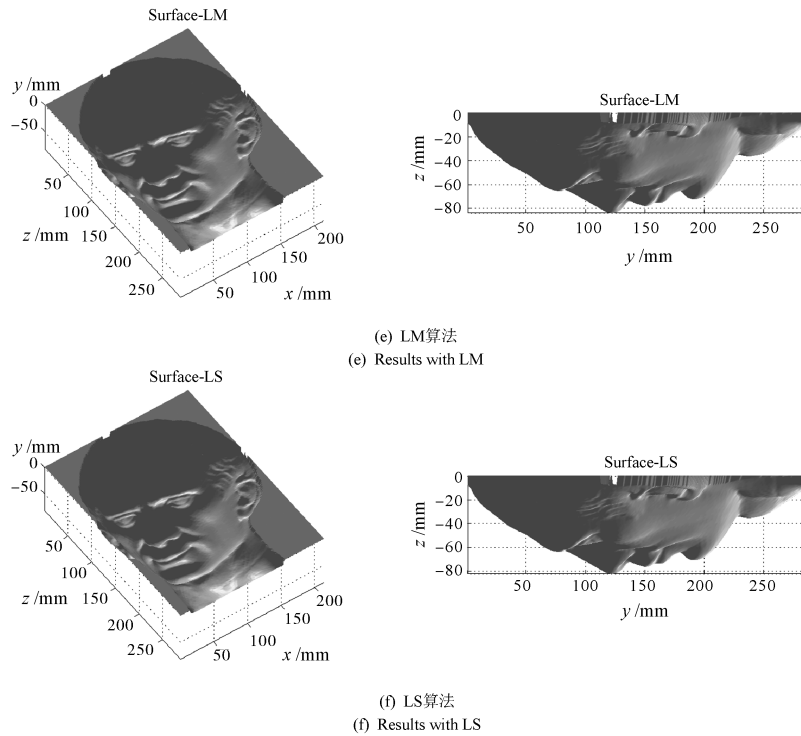 Surface-LM
y /mm
0
−50
50
100
150
200
250
z /mm
50
100
150
200
x /mm
Surface-LM
0
−20
−40
−60
−80
z /mm
50
100
150
200
250
y /mm
(e) LM算法
(e) Results with LM
Surface-LS
y /mm
0
−50
50
100
150
200
250
z /mm
50
100
150
200
x /mm
Surface-LS
0
−20
−40
−60
−80
z /mm
50
100
150
200
250
y /mm
(f) LS算法
(f) Results with LS